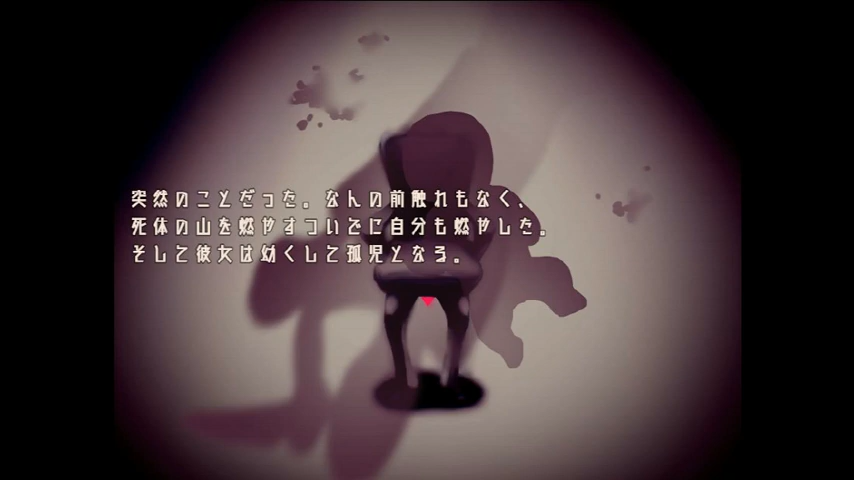 突然のことだった。なんの前触れもなく、
死体の山を燃やすついでに自分も燃やした。
そして彼女は幼くして孤児となる。